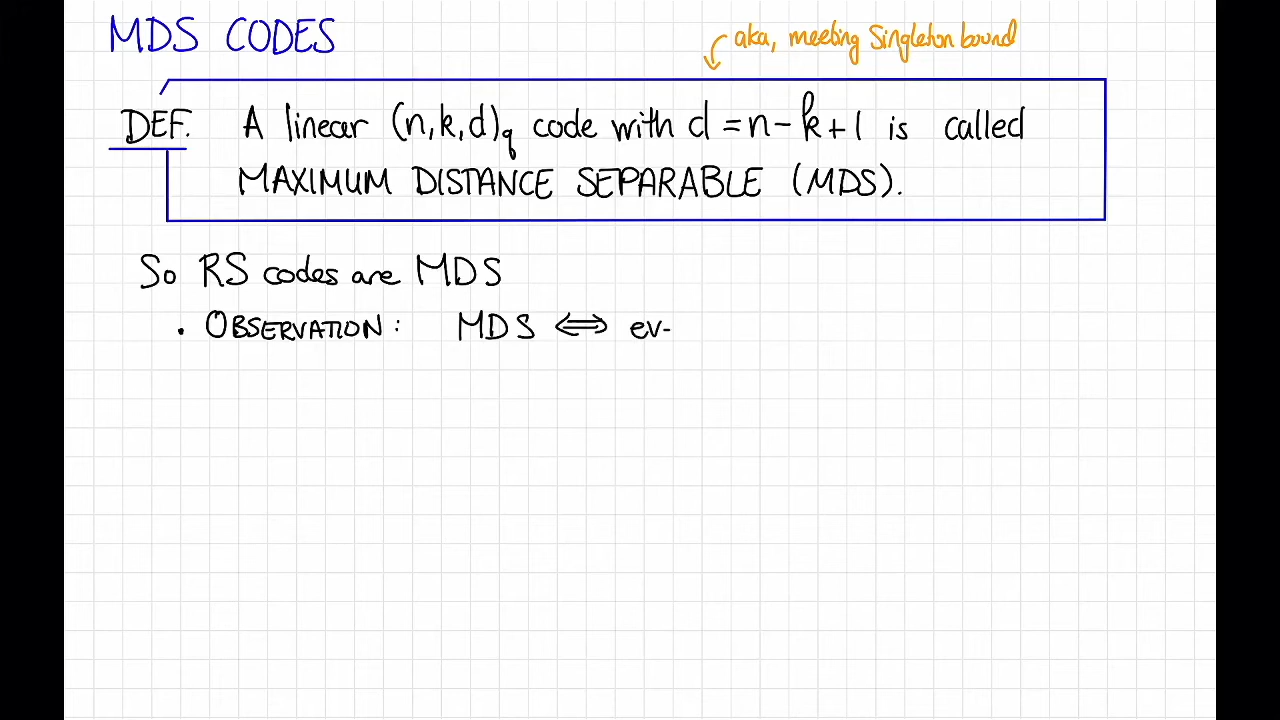 MDS CODES
aka, meeting Singleton bound
DEF. A linear (n,k,d)_q code with d = n-k+1 is called
MAXIMUM DISTANCE SEPARABLE (MDS).
So RS codes are MDS
• OBSERVATION: MDS ⟺ ev-